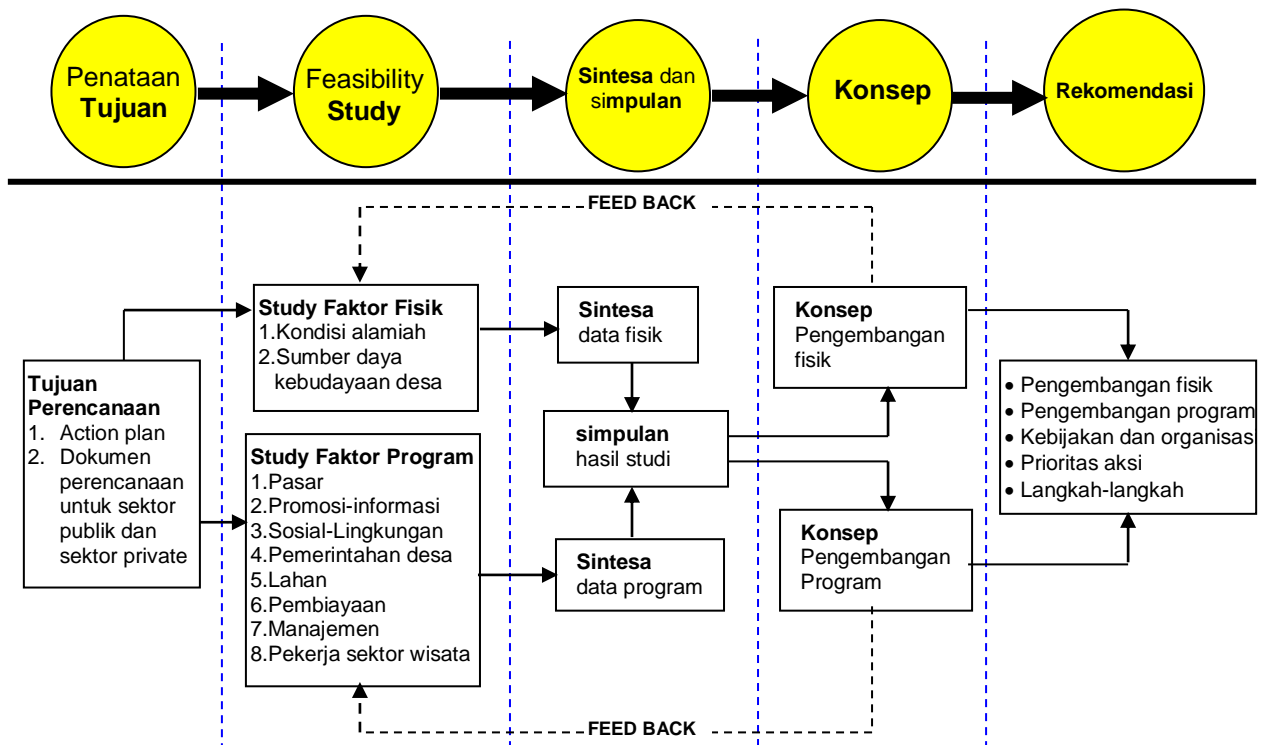 Penataan
Tujuan
Feasibility
Study
Sintesa dan
simpulan
Konsep
Rekomendasi
FEED BACK
Tujuan
Perencanaan
1. Action plan
2. Dokumen
perencanaan
untuk sektor
publik dan
sektor private
Study Faktor Fisik
1.Kondisi alamiah
2.Sumber daya
kebudayaan desa
Study Faktor Program
1.Pasar
2.Promosi-informasi
3.Sosial-Lingkungan
4.Pemerintahan desa
5.Lahan
6.Pembiayaan
7.Manajemen
8.Pekerja sektor wisata
Sintesa
data fisik
simpulan
hasil studi
Sintesa
data program
Konsep
Pengembangan
fisik
Konsep
Pengembangan
Program
• Pengembangan fisik
• Pengembangan program
• Kebijakan dan organisas
• Prioritas aksi
• Langkah-langkah
FEED BACK